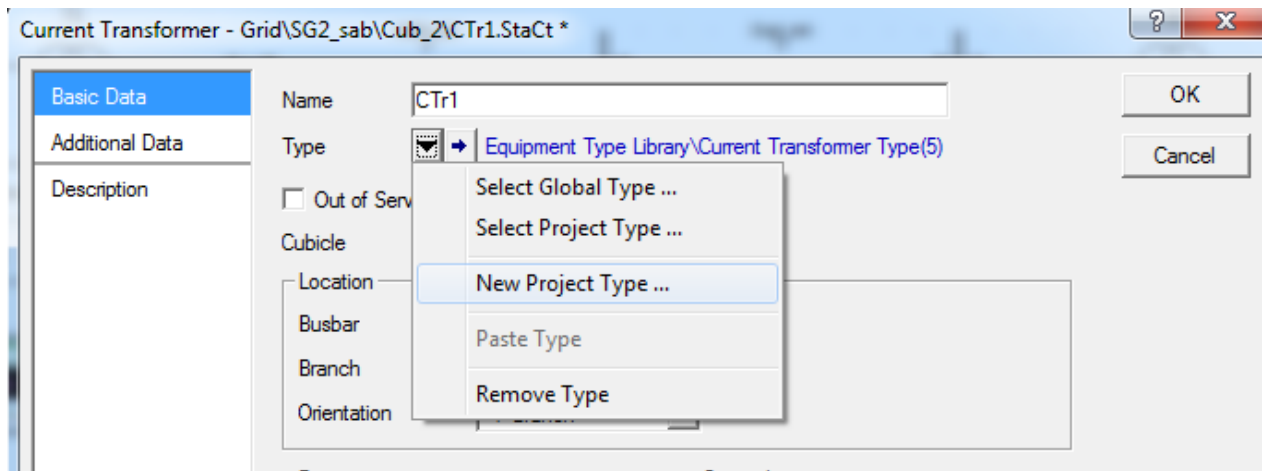 Current Transformer - Grid\SG2_sab\Cub_2\CTr1.StaCt *
Basic Data
Additional Data
Description
Name CTr1
Type Equipment Type Library\Current Transformer Type(5)
Out of Serv
Cubicle
Location
Busbar
Branch
Orientation
Select Global Type ...
Select Project Type ...
New Project Type ...
Paste Type
Remove Type
OK
Cancel